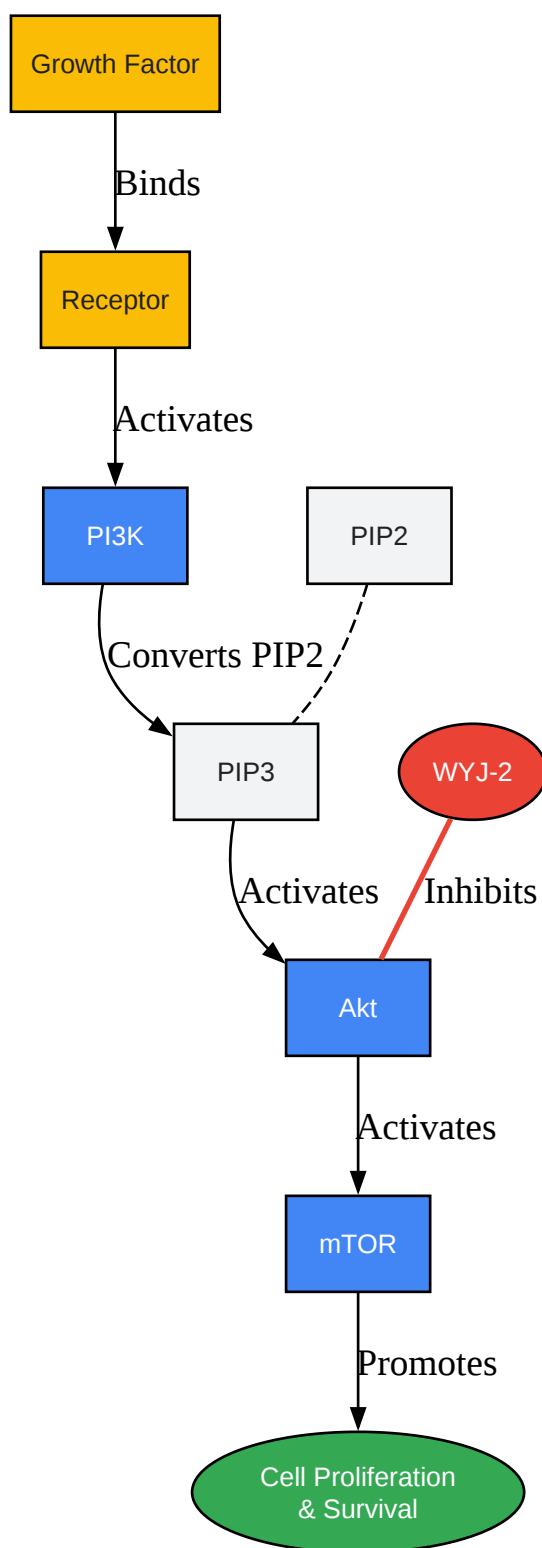 Growth Factor
Binds
Receptor
Activates
PI3K
PIP2
Converts PIP2
PIP3
WYJ-2
Activates
Inhibits
Akt
Activates
mTOR
Promotes
Cell Proliferation
& Survival